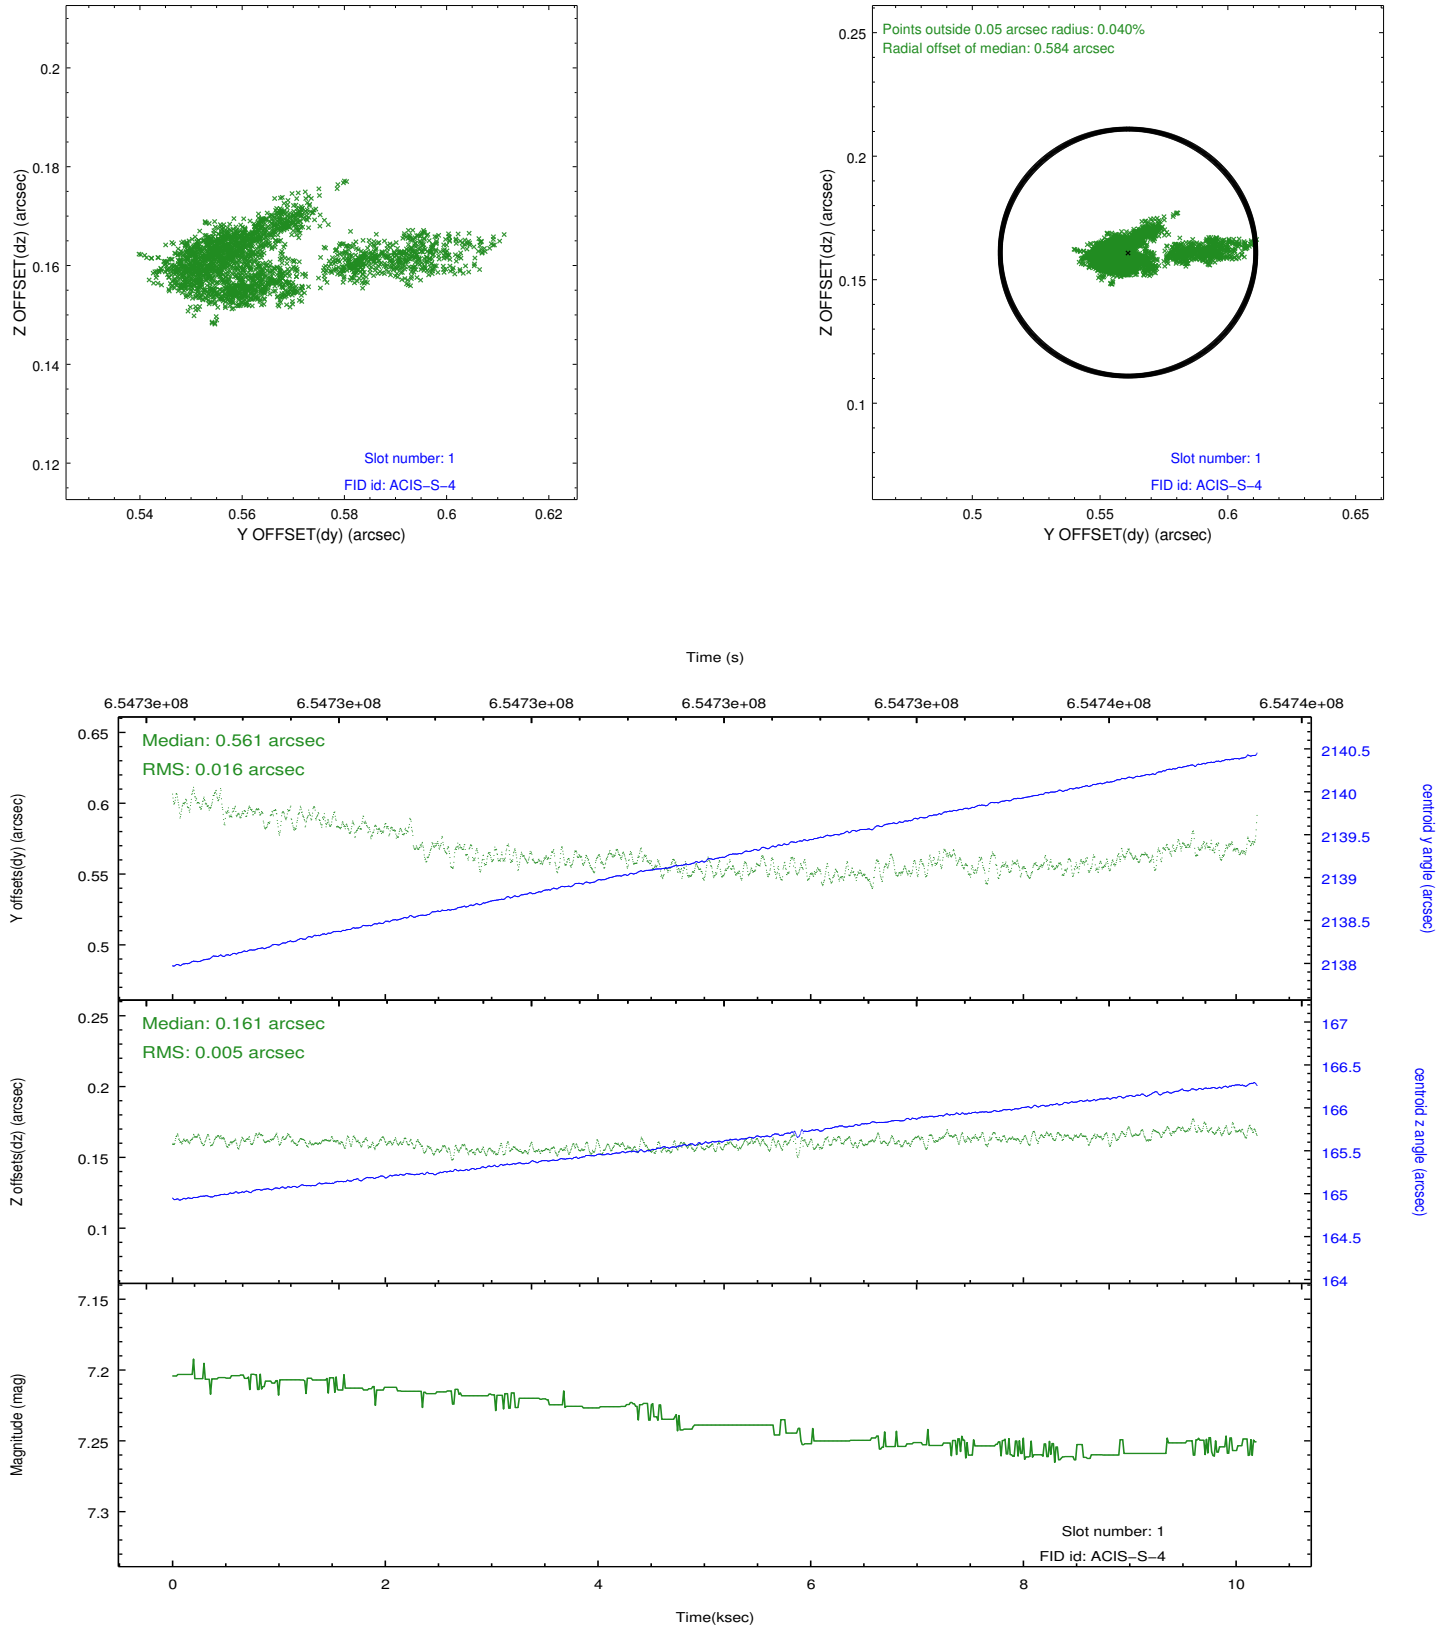 0.2
0.18
0.16
0.14
0.12
Z OFFSET(dz) (arcsec)
Slot number: 1
FID id: ACIS−S−4
0.54
0.56
0.58
0.6
0.62
Y OFFSET(dy) (arcsec)
Points outside 0.05 arcsec radius: 0.040%
Radial offset of median: 0.584 arcsec
0.25
0.2
0.15
0.1
Z OFFSET(dz) (arcsec)
Slot number: 1
FID id: ACIS−S−4
0.5
0.55
0.6
0.65
Y OFFSET(dy) (arcsec)
Time (s)
6.5473e+08
6.5473e+08
6.5473e+08
6.5473e+08
6.5473e+08
6.5474e+08
6.5474e+08
Median: 0.561 arcsec
RMS: 0.016 arcsec
0.65
0.6
0.55
0.5
Y offsets(dy) (arcsec)
2140.5
2140
2139.5
2139
2138.5
2138
centroid y angle (arcsec)
Median: 0.161 arcsec
RMS: 0.005 arcsec
0.25
0.2
0.15
0.1
Z offsets(dz) (arcsec)
167
166.5
166
165.5
165
164.5
164
centroid z angle (arcsec)
7.15
7.2
7.25
7.3
Magnitude (mag)
Slot number: 1
FID id: ACIS−S−4
0
2
4
6
8
10
Time(ksec)